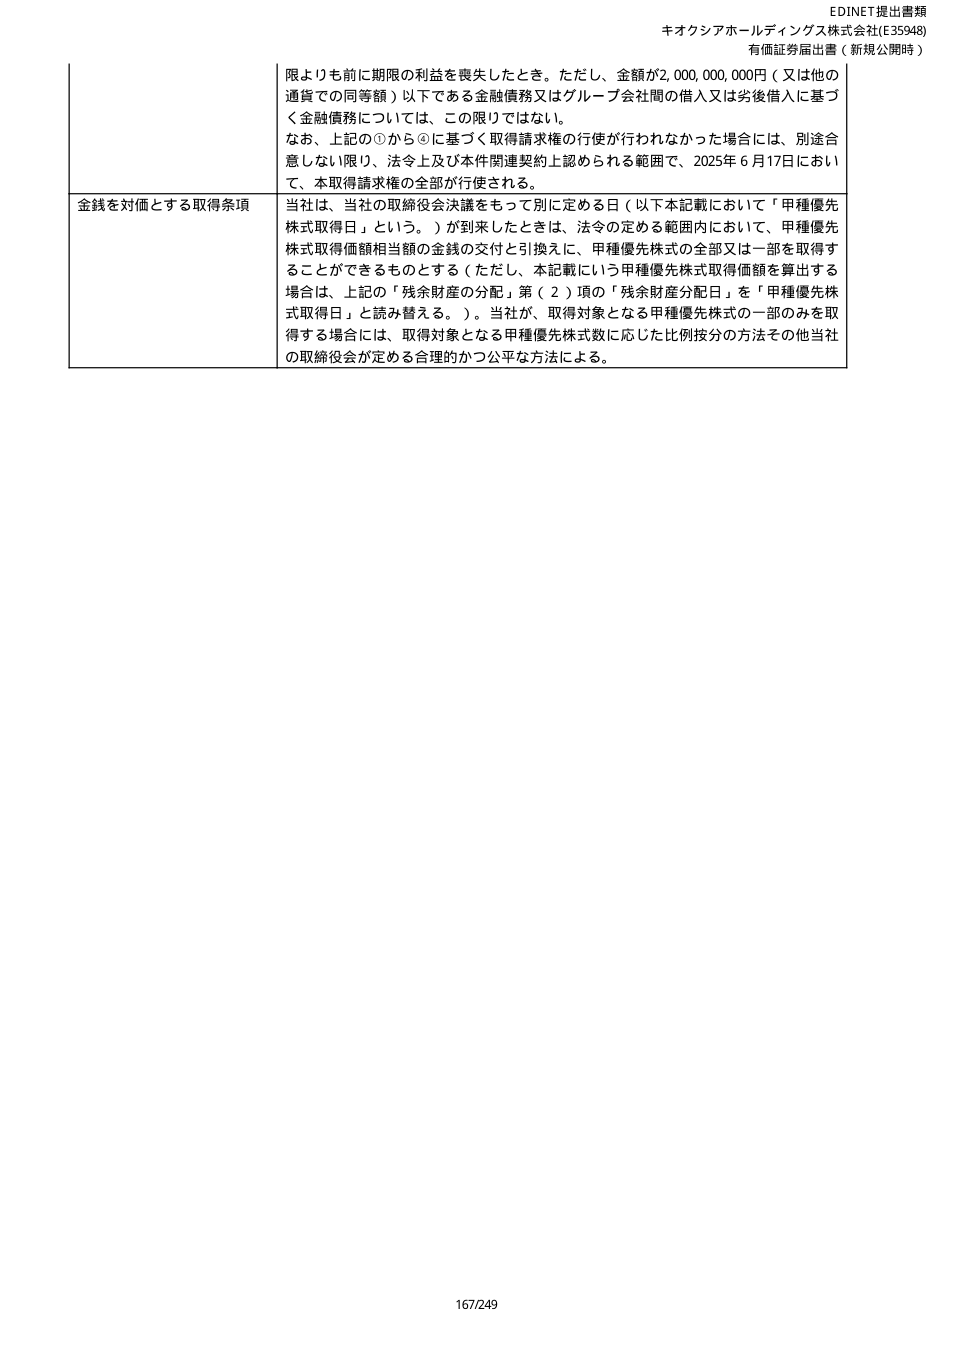 EDINET提出書類
キオクシアホールディングス株式会社(E35948)
有価証券届出書（新規公開時）
限よりも前に期限の利益を喪失したとき。ただし、金額が2,000,000,000円（又は他の
通貨での同等額）以下である金融債務又はグループ会社間の借入又は劣後借入に基づ
く金融債務については、この限りではない。
なお、上記の①から④に基づく取得請求権の行使が行われなかった場合には、別途合
意しない限り、法令上及び本件関連契約上認められる範囲で、2025年６月17日におい
て、本取得請求権の全部が行使される。
金銭を対価とする取得条項
当社は、当社の取締役会決議をもって別に定める日（以下本記載において「甲種優先
株式取得日」という。）が到来したときは、法令の定める範囲内において、甲種優先
株式取得価額相当額の金銭の交付と引換えに、甲種優先株式の全部又は一部を取得す
ることができるものとする（ただし、本記載にいう甲種優先株式取得価額を算出する
場合は、上記の「残余財産の分配」第（２）項の「残余財産分配日」を「甲種優先株
式取得日」と読み替える。）。当社が、取得対象となる甲種優先株式の一部のみを取
得する場合には、取得対象となる甲種優先株式数に応じた比例按分の方法その他当社
の取締役会が定める合理的かつ公平な方法による。
167/249